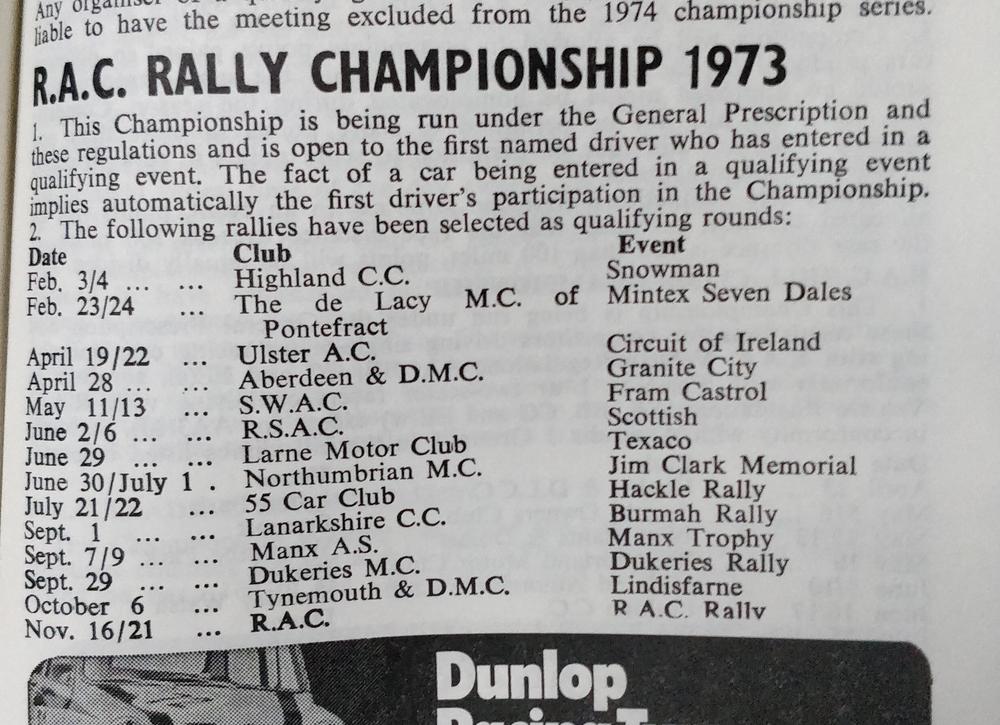 Any organiser
liable to have the meeting excluded from the 1974 championship series.
R.A.C. RALLY CHAMPIONSHIP 1973
1. This Championship is being run under the General Prescription and
these regulations and is open to the first named driver who has entered in a
qualifying event. The fact of a car being entered in a qualifying event
implies automatically the first driver's participation in the Championship.
2. The following rallies have been selected as qualifying rounds:
Date Club Event
Feb. 3/4 ... ... Highland C.C. Snowman
Feb. 23/24 ... The de Lacy M.C. of Mintex Seven Dales
Pontefract
April 19/22 ... Ulster A.C. Circuit of Ireland
April 28 ... ... Aberdeen & D.M.C. Granite City
May 11/13 ... S.W.A.C. Fram Castrol
June 2/6 ... ... R.S.A.C. Scottish
June 29 ... ... Larne Motor Club Texaco
June 30/July 1 . Northumbrian M.C. Jim Clark Memorial
July 21/22 ... 55 Car Club Hackle Rally
Sept. 1 ... ... Lanarkshire C.C. Burmah Rally
Sept. 7/9 ... ... Manx A.S. Manx Trophy
Sept. 29 ... ... Dukeries M.C. Dukeries Rally
October 6 ... Tynemouth & D.M.C. Lindisfarne
Nov. 16/21 ... R.A.C. R.A.C. Rally
Dunlop
Racing